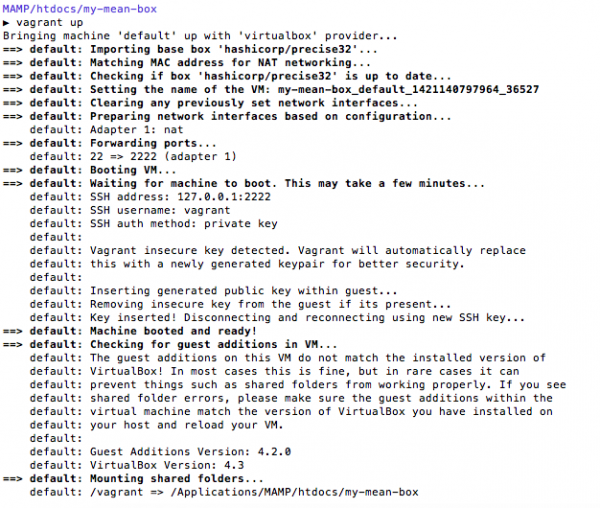 MAMP/htdocs/my-mean-box
▶ vagrant up
Bringing machine 'default' up with 'virtualbox' provider...
==> default: Importing base box 'hashicorp/precise32'...
==> default: Matching MAC address for NAT networking...
==> default: Checking if box 'hashicorp/precise32' is up to date...
==> default: Setting the name of the VM: my-mean-box_default_1421140797964_36527
==> default: Clearing any previously set network interfaces...
==> default: Preparing network interfaces based on configuration...
    default: Adapter 1: nat
==> default: Forwarding ports...
    default: 22 => 2222 (adapter 1)
==> default: Booting VM...
==> default: Waiting for machine to boot. This may take a few minutes...
    default: SSH address: 127.0.0.1:2222
    default: SSH username: vagrant
    default: SSH auth method: private key
    default:
    default: Vagrant insecure key detected. Vagrant will automatically replace
    default: this with a newly generated keypair for better security.
    default:
    default: Inserting generated public key within guest...
    default: Removing insecure key from the guest if its present...
    default: Key inserted! Disconnecting and reconnecting using new SSH key...
==> default: Machine booted and ready!
==> default: Checking for guest additions in VM...
    default: The guest additions on this VM do not match the installed version of
    default: VirtualBox! In most cases this is fine, but in rare cases it can
    default: prevent things such as shared folders from working properly. If you see
    default: shared folder errors, please make sure the guest additions within the
    default: virtual machine match the version of VirtualBox you have installed on
    default: your host and reload your VM.
    default:
    default: Guest Additions Version: 4.2.0
    default: VirtualBox Version: 4.3
==> default: Mounting shared folders...
    default: /vagrant => /Applications/MAMP/htdocs/my-mean-box